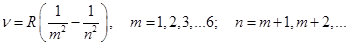 ν = R(1/m² − 1/n²), m = 1,2,3,...6; n = m+1, m+2,...